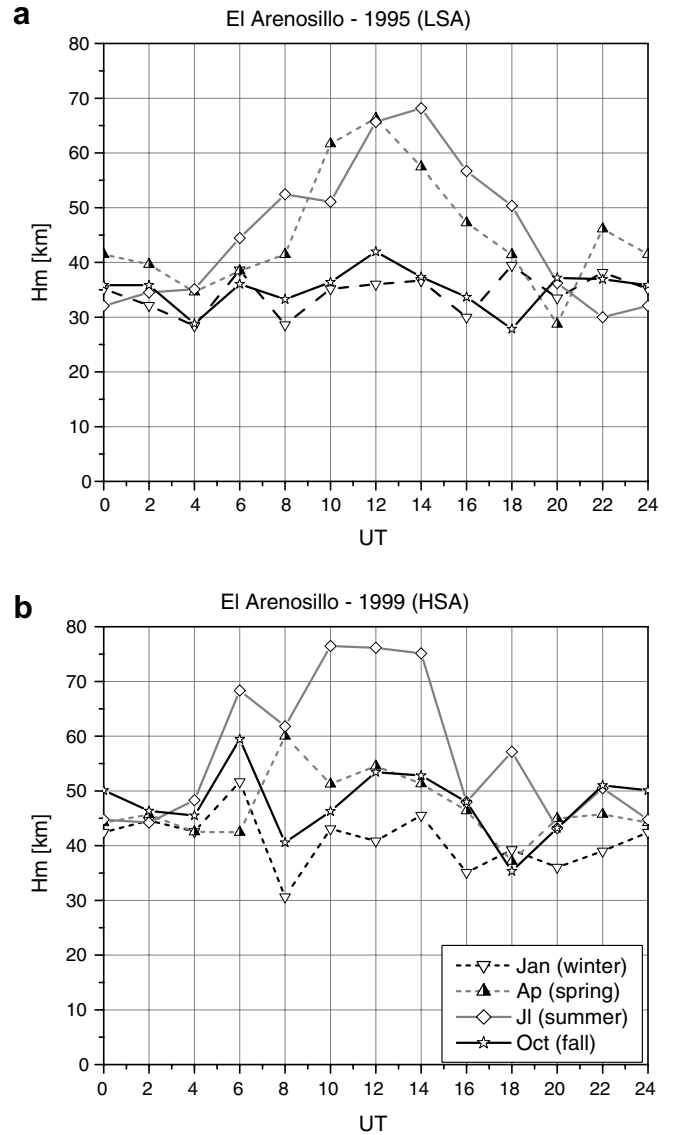 a
El Arenosillo - 1995 (LSA)
80
70
60
50
40
30
20
10
0
Hm [km]
0 2 4 6 8 10 12 14 16 18 20 22 24
UT
b
El Arenosillo - 1999 (HSA)
80
70
60
50
40
30
20
10
0
Hm [km]
Jan (winter)
Ap (spring)
Jl (summer)
Oct (fall)
0 2 4 6 8 10 12 14 16 18 20 22 24
UT